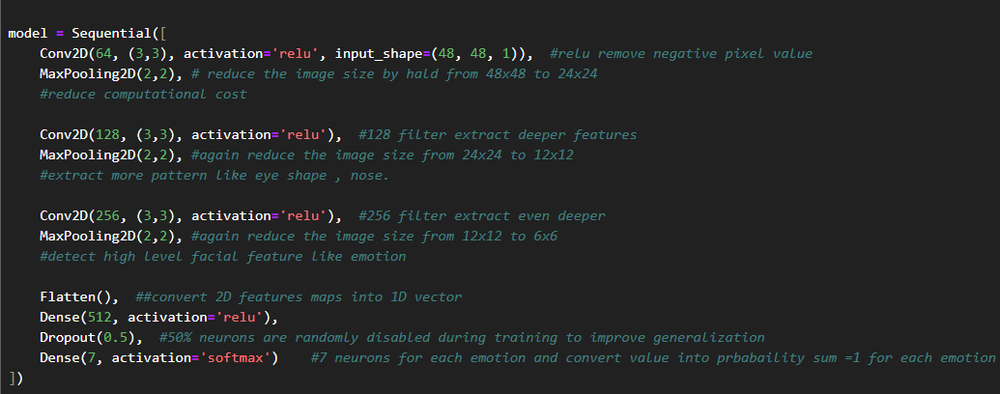 model = Sequential([
    Conv2D(64, (3,3), activation='relu', input_shape=(48, 48, 1)),  #relu remove negative pixel value
    MaxPooling2D(2,2), # reduce the image size by hald from 48x48 to 24x24
    #reduce computational cost

    Conv2D(128, (3,3), activation='relu'),  #128 filter extract deeper features
    MaxPooling2D(2,2), #again reduce the image size from 24x24 to 12x12
    #extract more pattern like eye shape , nose.

    Conv2D(256, (3,3), activation='relu'),  #256 filter extract even deeper
    MaxPooling2D(2,2), #again reduce the image size from 12x12 to 6x6
    #detect high level facial feature like emotion

    Flatten(),  ##convert 2D features maps into 1D vector
    Dense(512, activation='relu'),
    Dropout(0.5),  #50% neurons are randomly disabled during training to improve generalization
    Dense(7, activation='softmax')    #7 neurons for each emotion and convert value into prbabaility sum =1 for each emotion
])